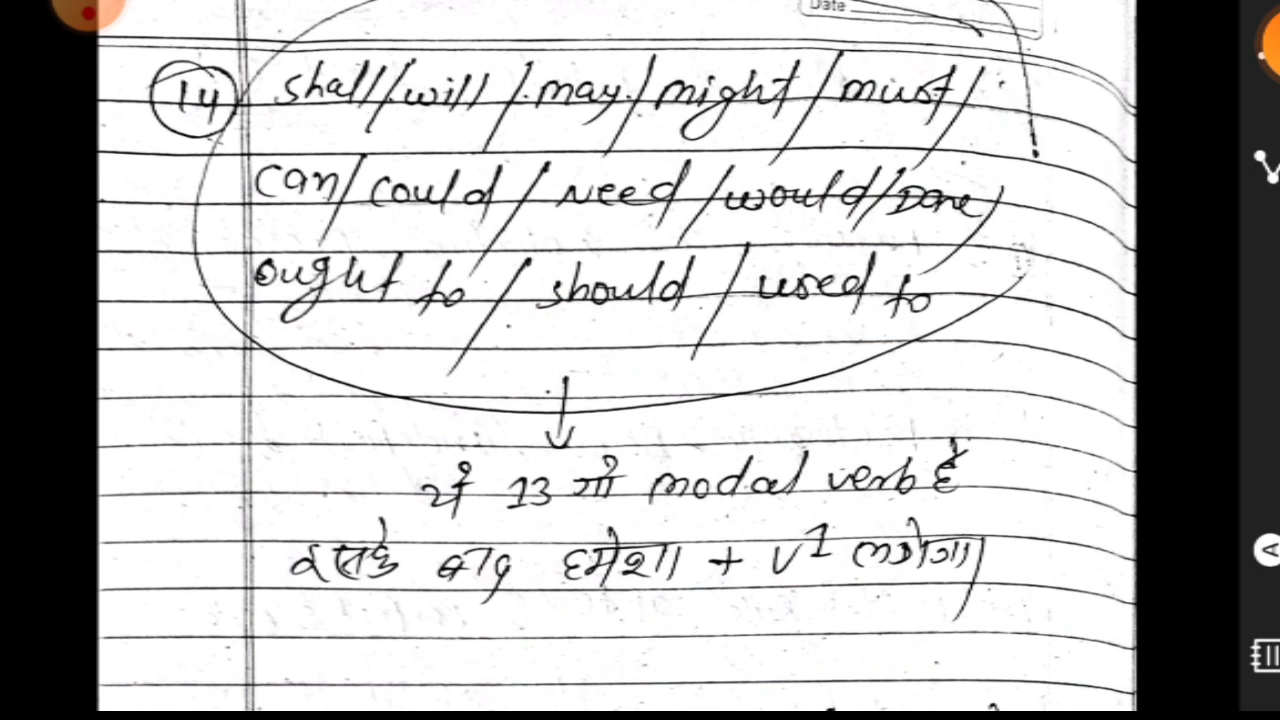 Date
14 shall/will/may/might/must/
can/could/need/would/Dare/
ought to/should/used to
↓
ये 13 गो modal verb है
इसके बाद हमेशा + V1 लगेगा